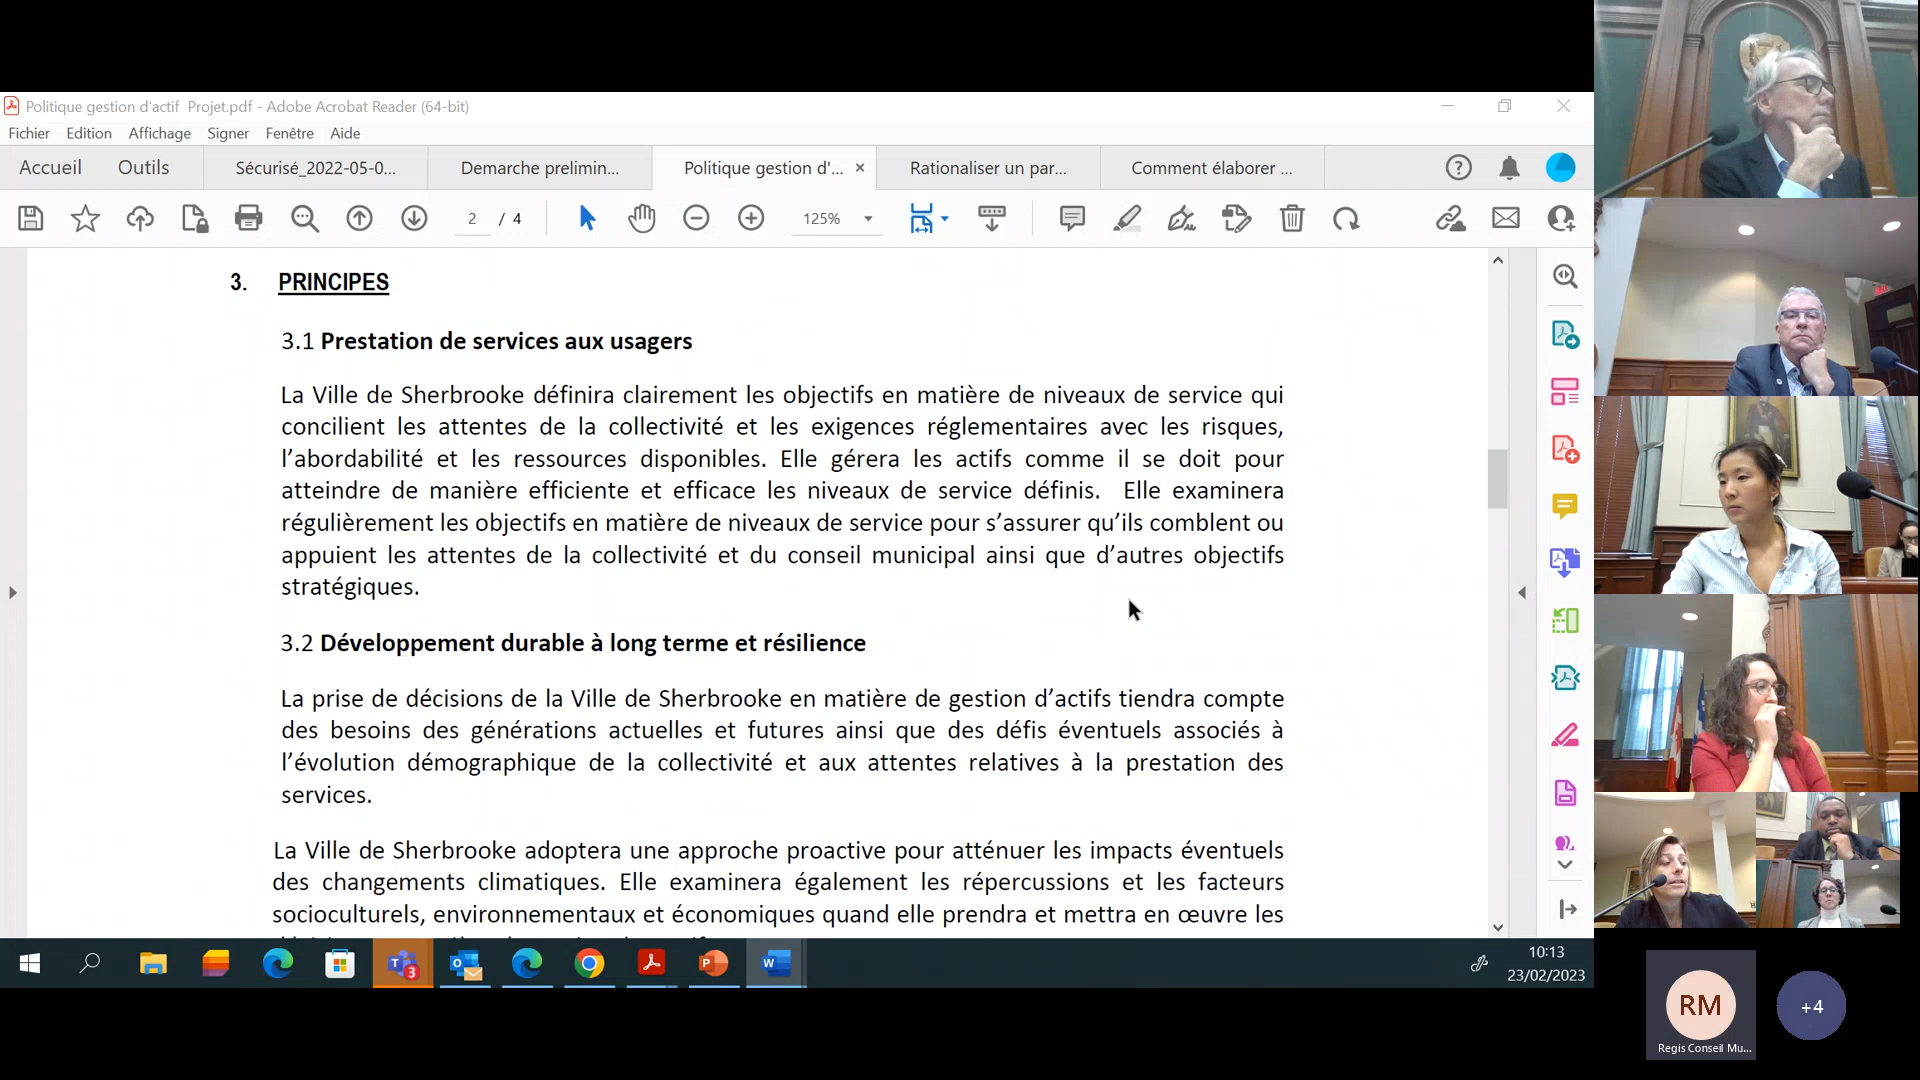 Politique gestion d'actif  Projet.pdf - Adobe Acrobat Reader (64-bit)
Fichier Edition Affichage Signer Fenêtre Aide
Accueil Outils Sécurisé_2022-05-0... Demarche prelimin... Politique gestion d'... Rationaliser un par... Comment élaborer ...
2 / 4 125%
3. PRINCIPES
3.1 Prestation de services aux usagers
La Ville de Sherbrooke définira clairement les objectifs en matière de niveaux de service qui
concilient les attentes de la collectivité et les exigences réglementaires avec les risques,
l’abordabilité et les ressources disponibles. Elle gérera les actifs comme il se doit pour
atteindre de manière efficiente et efficace les niveaux de service définis.  Elle examinera
régulièrement les objectifs en matière de niveaux de service pour s’assurer qu’ils comblent ou
appuient les attentes de la collectivité et du conseil municipal ainsi que d’autres objectifs
stratégiques.
3.2 Développement durable à long terme et résilience
La prise de décisions de la Ville de Sherbrooke en matière de gestion d’actifs tiendra compte
des besoins des générations actuelles et futures ainsi que des défis éventuels associés à
l’évolution démographique de la collectivité et aux attentes relatives à la prestation des
services.
La Ville de Sherbrooke adoptera une approche proactive pour atténuer les impacts éventuels
des changements climatiques. Elle examinera également les répercussions et les facteurs
socioculturels, environnementaux et économiques quand elle prendra et mettra en œuvre les
3
10:13
23/02/2023
RM
Regis Conseil Mu...
+4